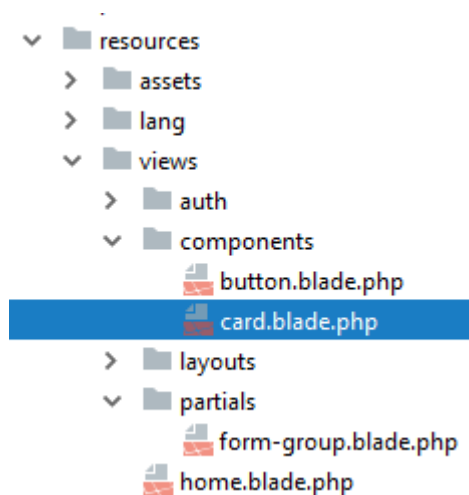 resources
assets
lang
views
auth
components
button.blade.php
card.blade.php
layouts
partials
form-group.blade.php
home.blade.php